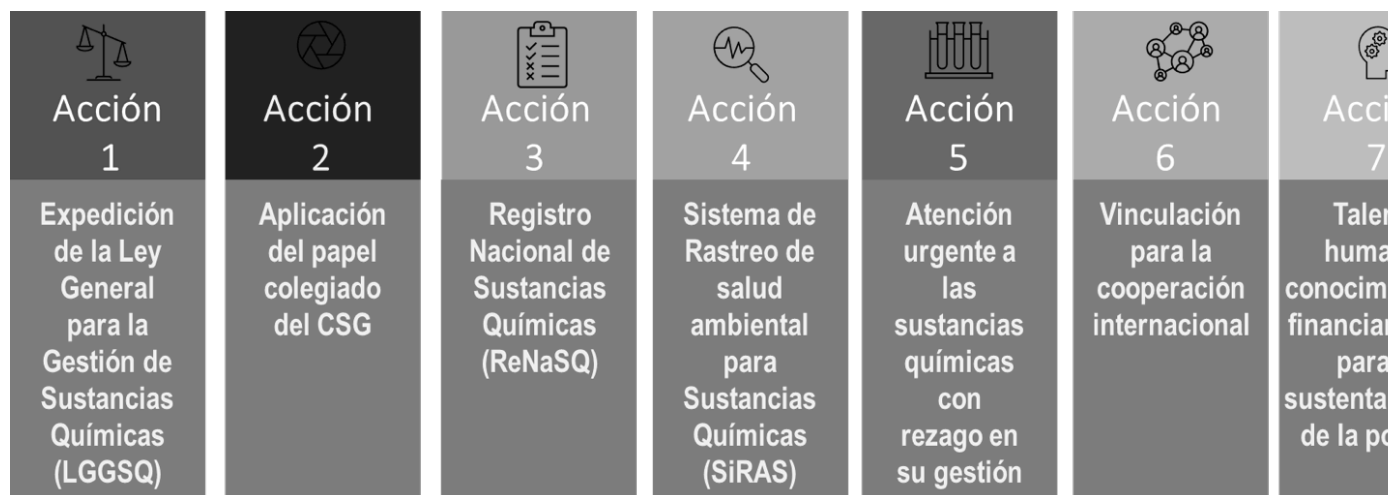 Acción
1
Expedición
de la Ley
General
para la
Gestión de
Sustancias
Químicas
(LGGSQ)
Acción
2
Aplicación
del papel
colegiado
del CSG
Acción
3
Registro
Nacional de
Sustancias
Químicas
(ReNaSQ)
Acción
4
Sistema de
Rastreo de
salud
ambiental
para
Sustancias
Químicas
(SiRAS)
Acción
5
Atención
urgente a
las
sustancias
químicas
con
rezago en
su gestión
Acción
6
Vinculación
para la
cooperación
internacional
7
para
de la